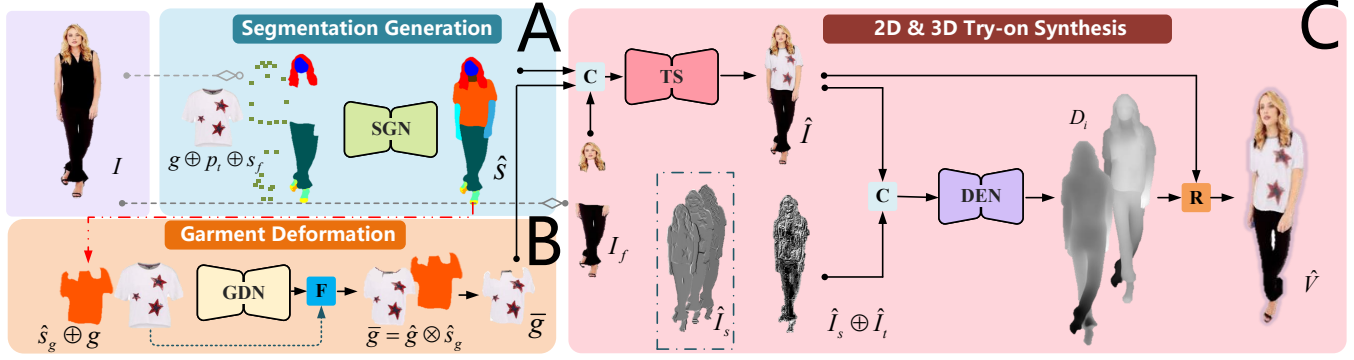 Segmentation Generation
A
I
g ⊕ p_t ⊕ s_f
SGN
ŝ
Garment Deformation
B
ŝ_g ⊕ g
GDN
F
g̅ = ĝ ⊗ ŝ_g
g̅
2D & 3D Try-on Synthesis
C
C
TS
Î
I_f
Î_s
Î_s ⊕ Î_t
C
DEN
D_i
R
V̂